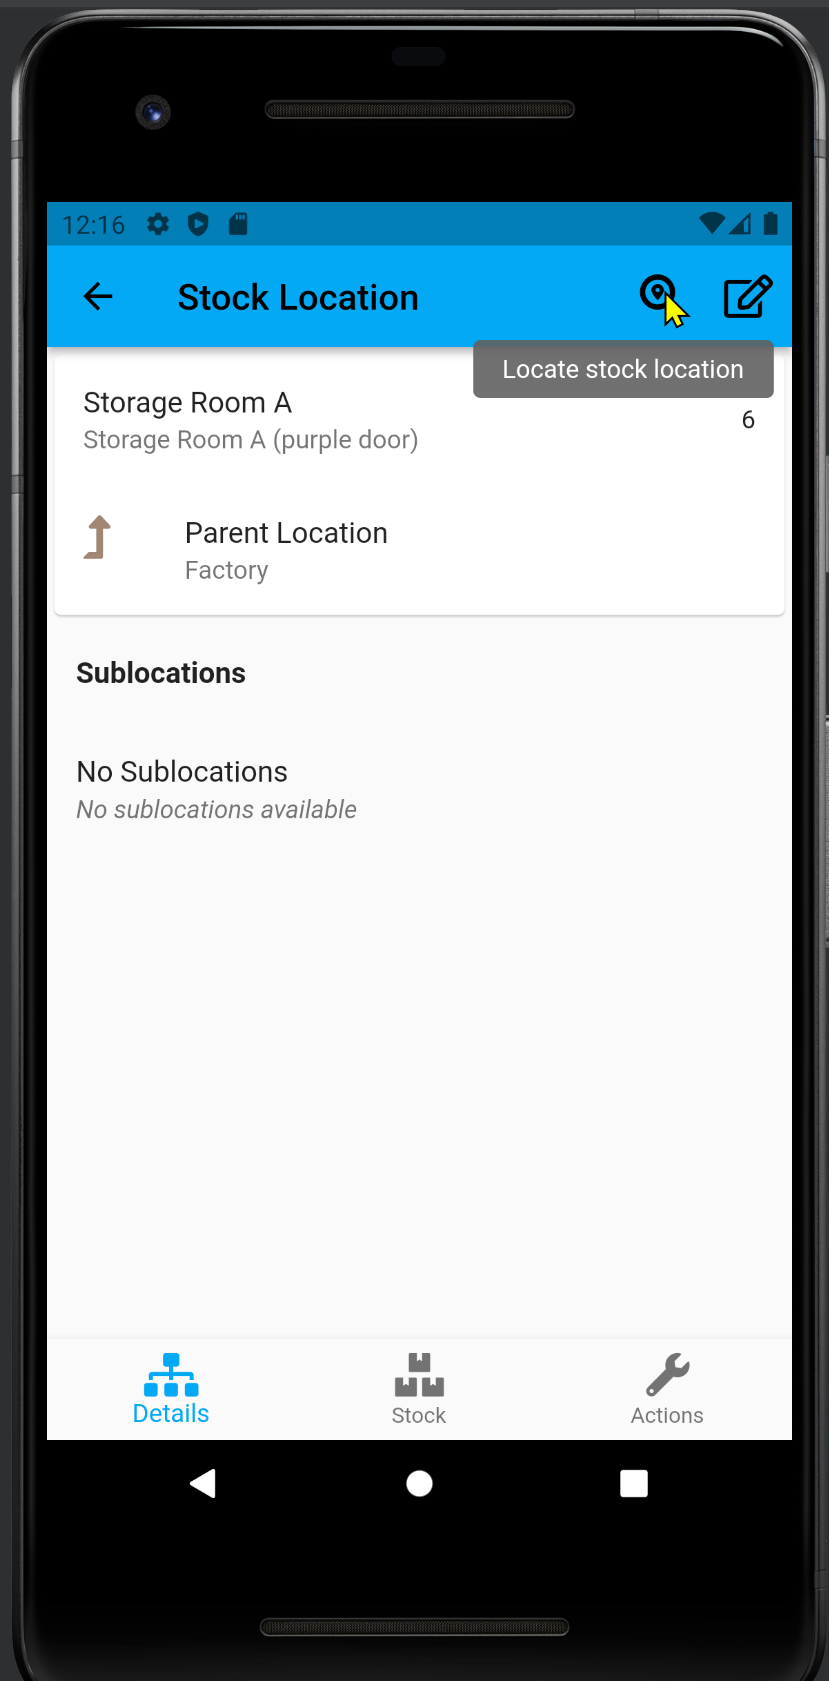 12:16
Stock Location
Locate stock location
Storage Room A
6
Storage Room A (purple door)
Parent Location
Factory
Sublocations
No Sublocations
No sublocations available
Details
Stock
Actions